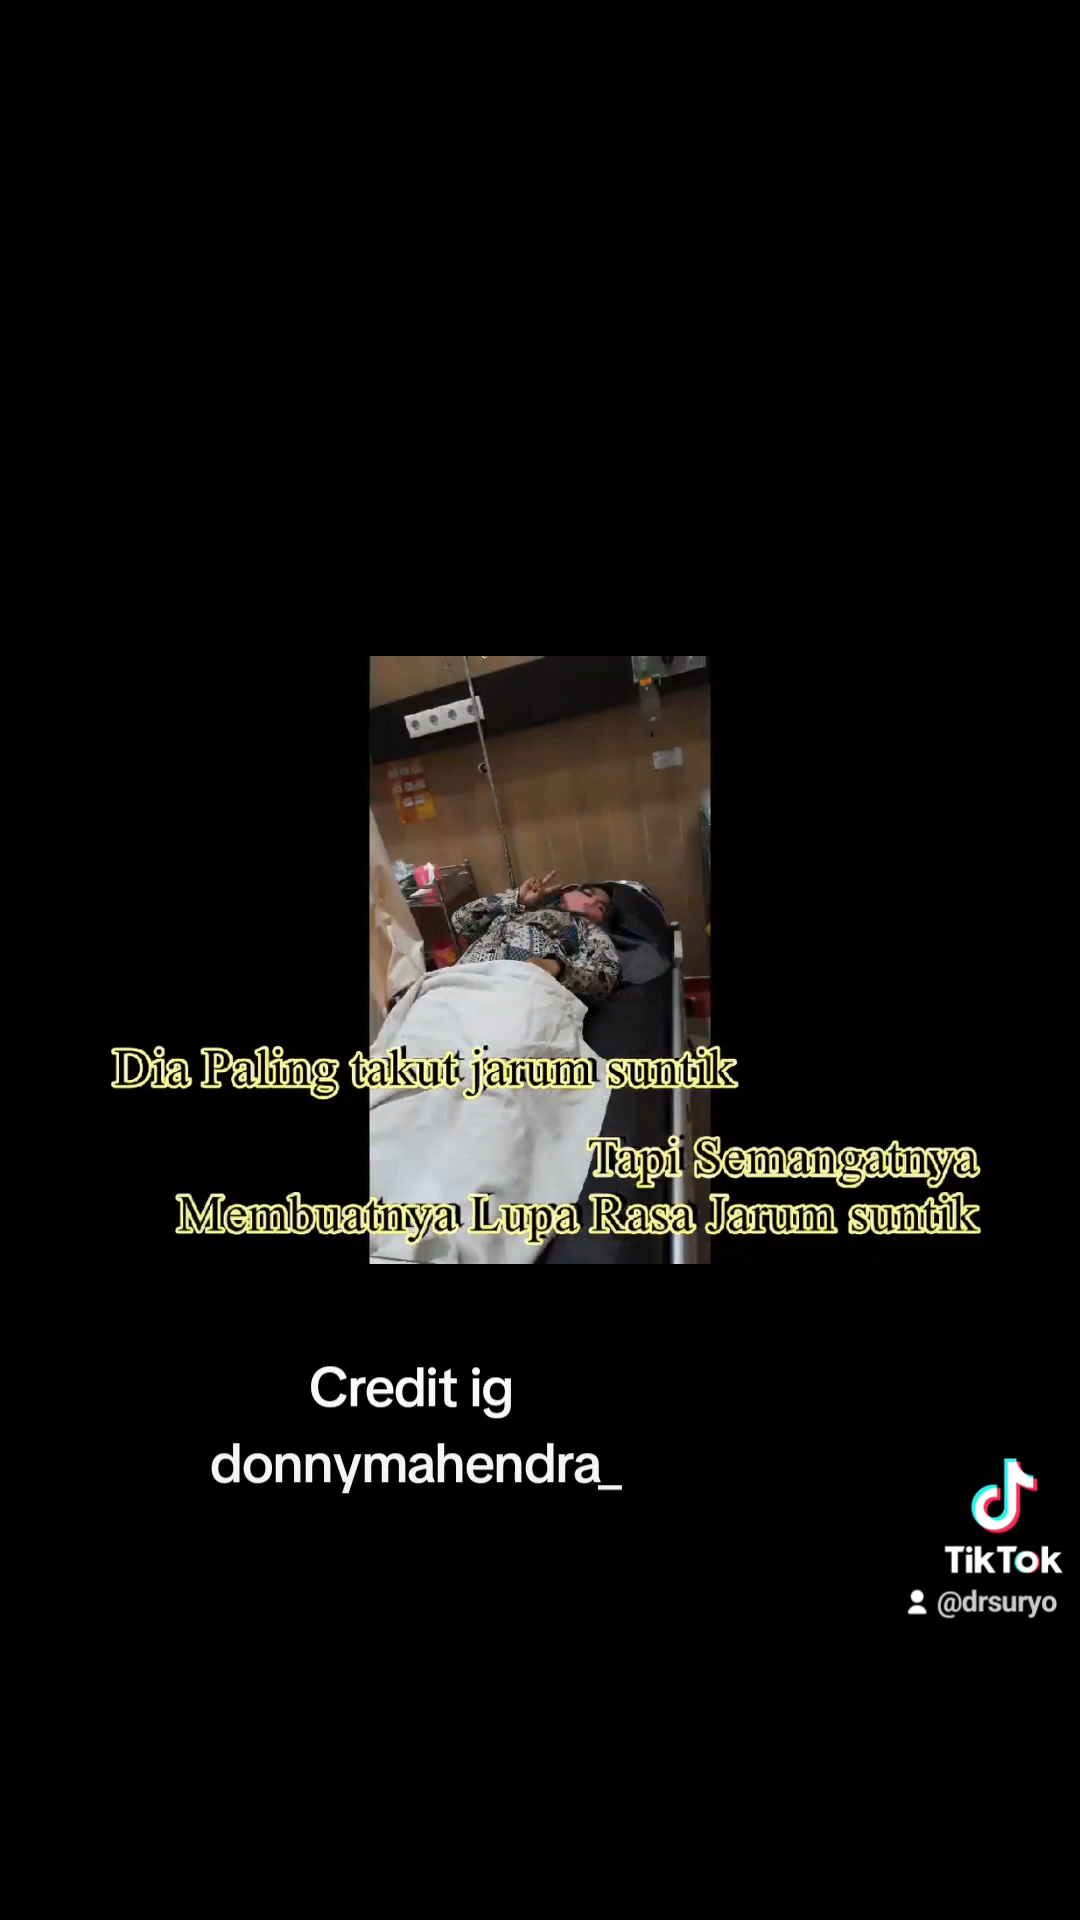 Dia Paling takut jarum suntik
Tapi Semangatnya
Membuatnya Lupa Rasa Jarum suntik
Credit ig
donnymahendra_
TikTok
@drsuryo